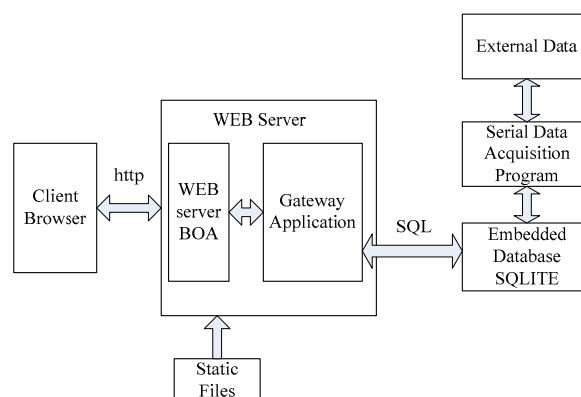 External Data
WEB Server
Serial Data
Acquisition
Program
http
Client
Browser
WEB
server
BOA
Gateway
Application
SQL
Embedded
Database
SQLITE
Static
Files